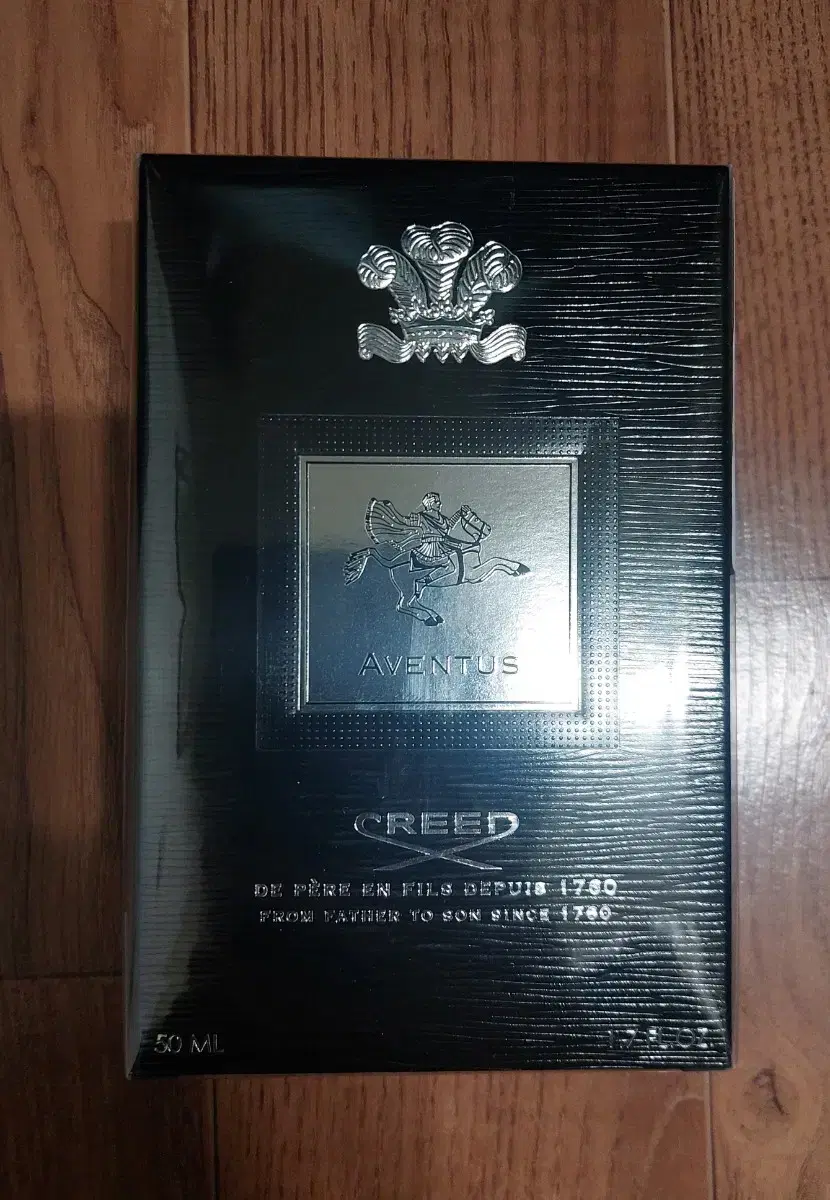 AVENTUS
CREED
DE PÈRE EN FILS DEPUIS 1760
FROM FATHER TO SON SINCE 1760
50 ML
1.7 FL.OZ